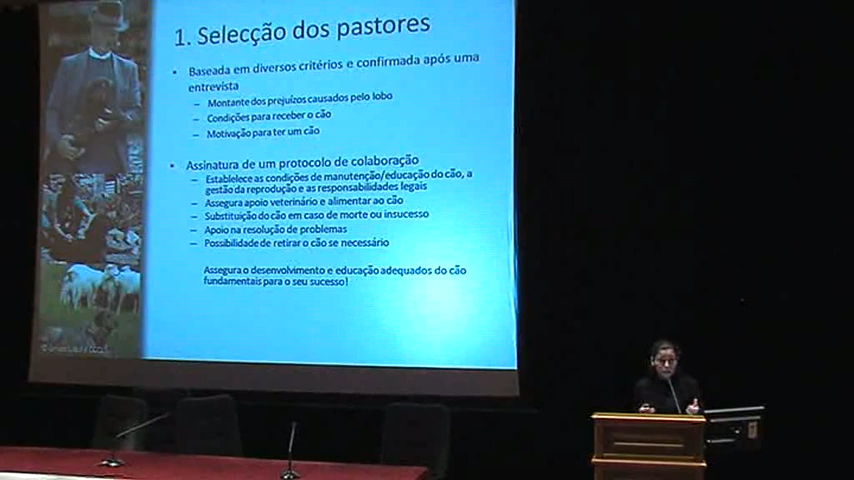 1. Selecção dos pastores
• Baseada em diversos critérios e confirmada após uma
entrevista
– Montante dos prejuízos causados pelo lobo
– Condições para receber o cão
– Motivação para ter um cão
• Assinatura de um protocolo de colaboração
– Establelece as condições de manutenção/educação do cão, a
gestão da reprodução e as responsabilidades legais
– Assegura apoio veterinário e alimentar ao cão
– Substituição do cão em caso de morte ou insucesso
– Apoio na resolução de problemas
– Possibilidade de retirar o cão se necessário
Assegura o desenvolvimento e educação adequados do cão
fundamentais para o seu sucesso!